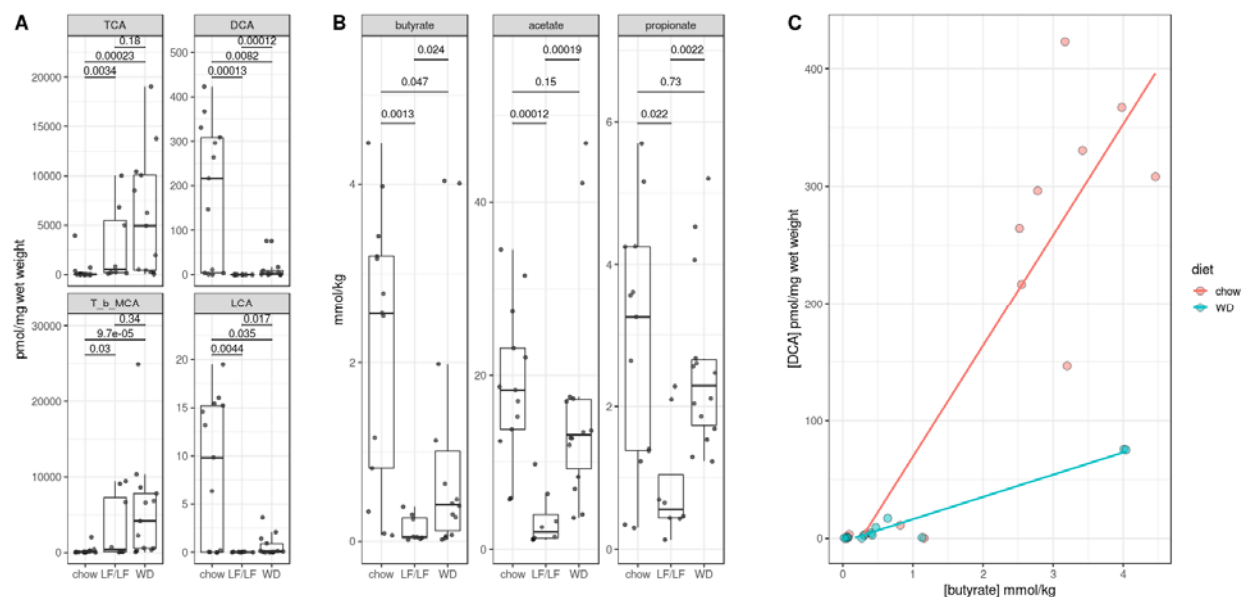 A
TCA
DCA
0.18
0.00023
0.0034
0.00012
0.0082
0.00013
20000
15000
10000
5000
0
500
400
300
200
100
0
T_b_MCA
LCA
0.34
9.7e-05
0.03
0.017
0.035
0.0044
30000
20000
10000
0
20
15
10
5
0
pmol/mg wet weight
chow LF/LF WD
chow LF/LF WD
B
butyrate
acetate
propionate
0.024
0.047
0.0013
0.00019
0.15
0.00012
0.0022
0.73
0.022
4
2
0
40
20
0
6
4
2
0
mmol/kg
chow LF/LF WD
chow LF/LF WD
chow LF/LF WD
C
400
300
200
100
0
[DCA] pmol/mg wet weight
0
1
2
3
4
[butyrate] mmol/kg
diet
chow
WD